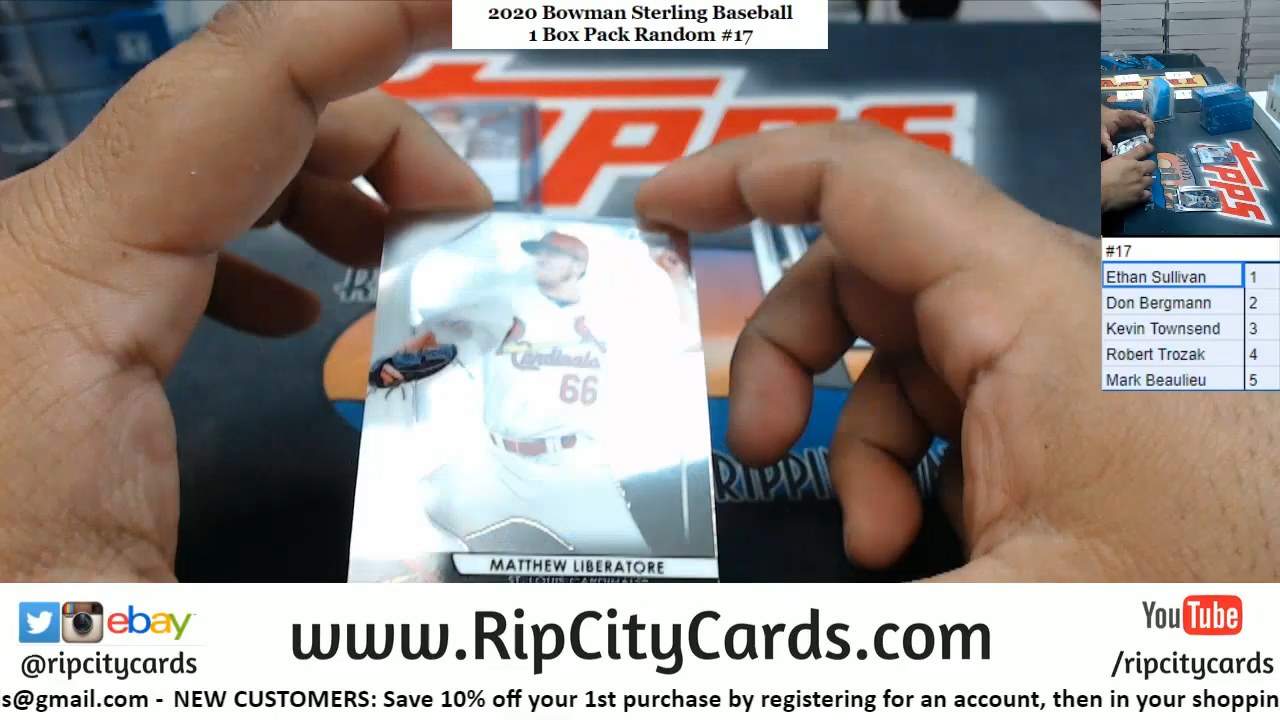 2020 Bowman Sterling Baseball
1 Box Pack Random #17
TOPPS
Cardinals
66
RIPPI
MATTHEW LIBERATORE
ST. LOUIS CARDINALS
#17
Ethan Sullivan 1
Don Bergmann 2
Kevin Townsend 3
Robert Trozak 4
Mark Beaulieu 5
ebay
@ripcitycards
www.RipCityCards.com
YouTube
/ripcitycards
s@gmail.com - NEW CUSTOMERS: Save 10% off your 1st purchase by registering for an account, then in your shoppin